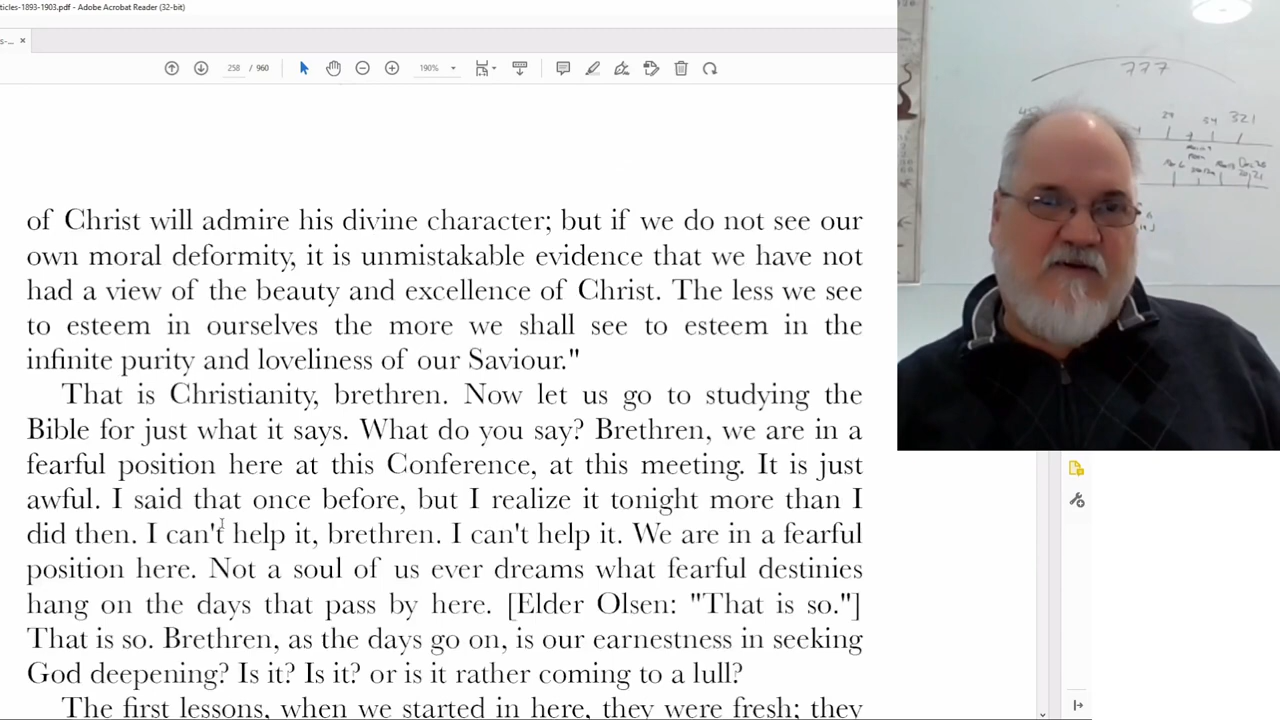 ticles-1893-1903.pdf - Adobe Acrobat Reader (32-bit)
s-... ×
258 / 960
190%
of Christ will admire his divine character; but if we do not see our
own moral deformity, it is unmistakable evidence that we have not
had a view of the beauty and excellence of Christ. The less we see
to esteem in ourselves the more we shall see to esteem in the
infinite purity and loveliness of our Saviour."
That is Christianity, brethren. Now let us go to studying the
Bible for just what it says. What do you say? Brethren, we are in a
fearful position here at this Conference, at this meeting. It is just
awful. I said that once before, but I realize it tonight more than I
did then. I can't help it, brethren. I can't help it. We are in a fearful
position here. Not a soul of us ever dreams what fearful destinies
hang on the days that pass by here. [Elder Olsen: "That is so."]
That is so. Brethren, as the days go on, is our earnestness in seeking
God deepening? Is it? Is it? or is it rather coming to a lull?
The first lessons, when we started in here, they were fresh; they
777
321